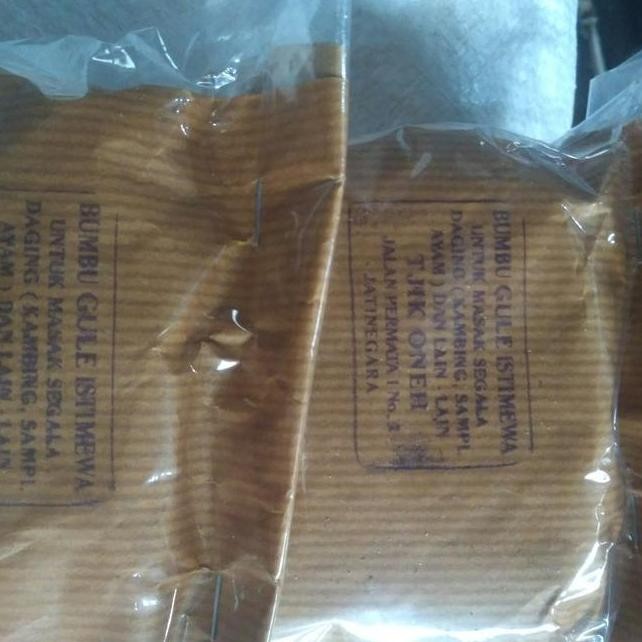 BUMBU GULE ISTIMEWA
UNTUK MASAK SEGALA
DAGING ( KAMBING, SAMPI,
AYAM ) DAN LAIN . LAIN
BUMBU GULE ISTIMEWA
UNTUK MASAK SEGALA
DAGING ( KAMBING, SAMPI,
AYAM ) DAN LAIN . LAIN
TJIK ONEH
JALAN PERMATA I No.
JATINEGARA